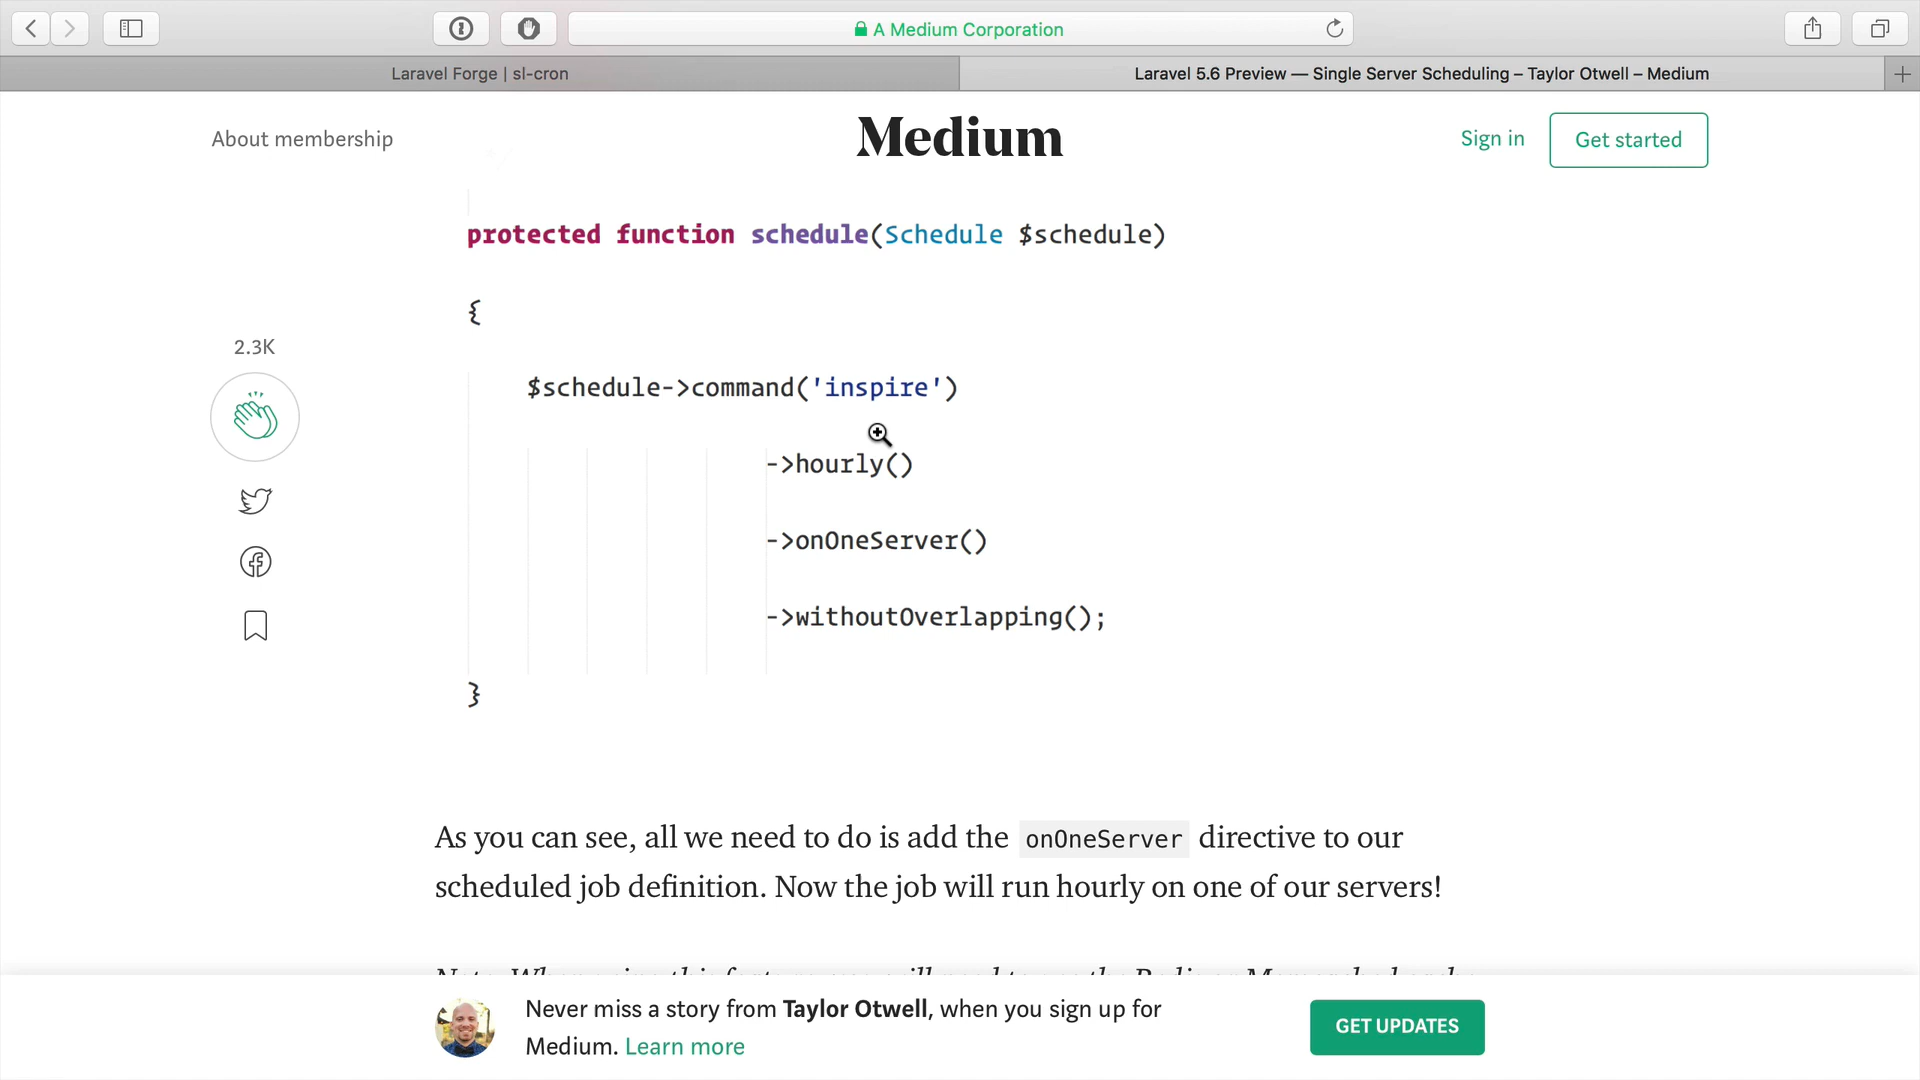 A Medium Corporation
Laravel Forge | sl-cron
Laravel 5.6 Preview — Single Server Scheduling – Taylor Otwell – Medium
About membership
Medium
Sign in
Get started
protected function schedule(Schedule $schedule)
{
2.3K
$schedule->command('inspire')
->hourly()
->onOneServer()
->withoutOverlapping();
}
As you can see, all we need to do is add the onOneServer directive to our
scheduled job definition. Now the job will run hourly on one of our servers!
Never miss a story from Taylor Otwell, when you sign up for
Medium. Learn more
GET UPDATES